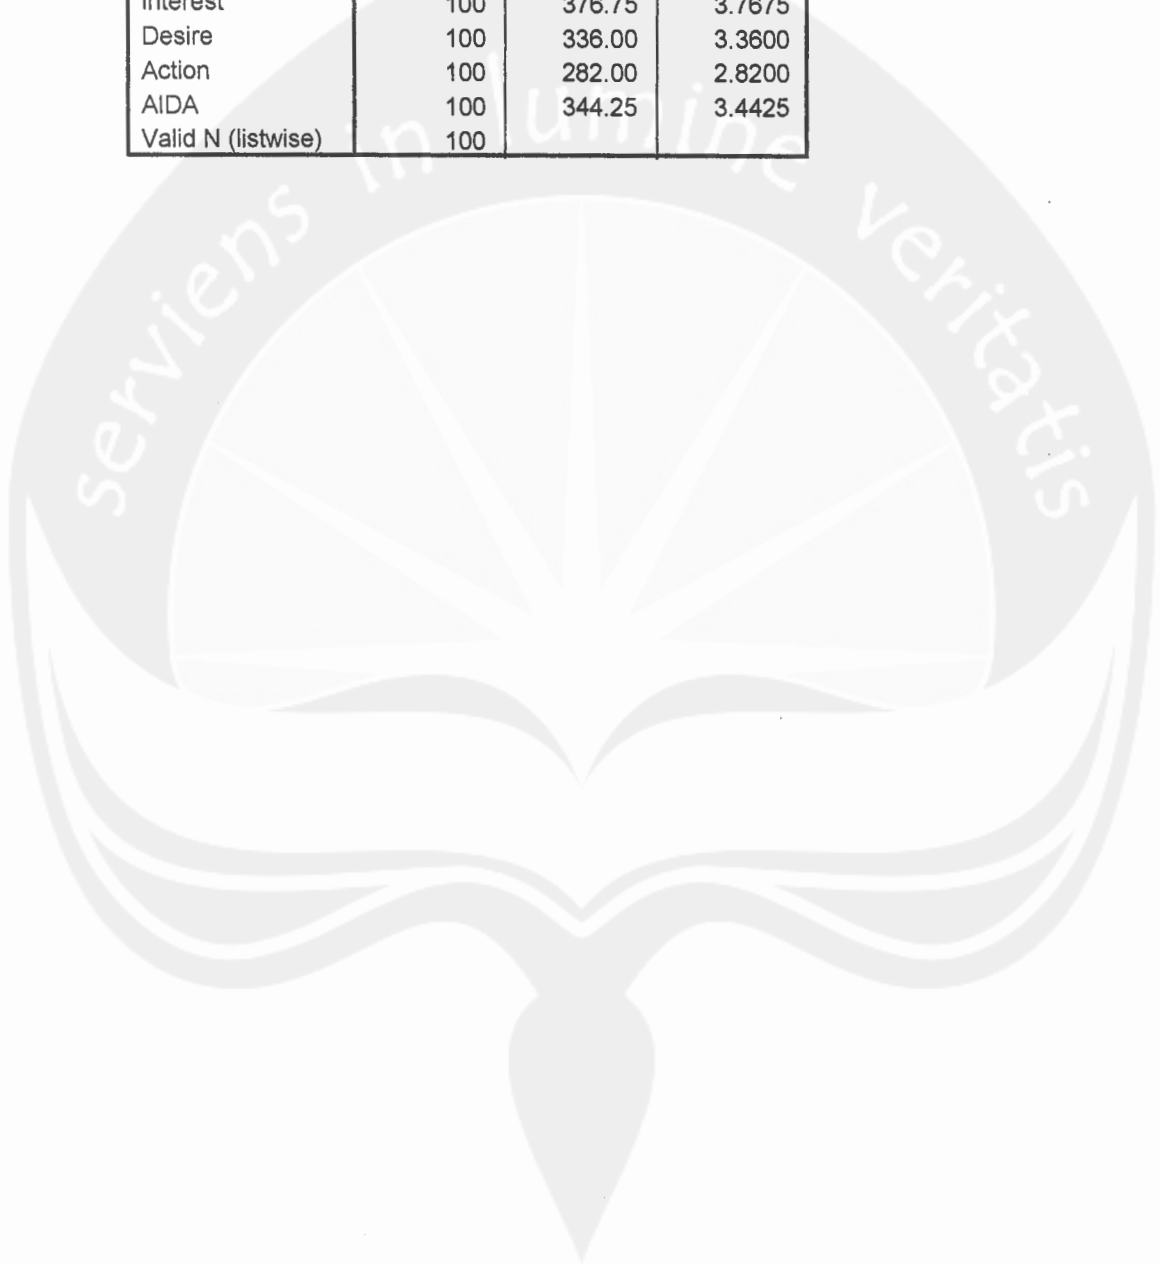 Interest 100 376.75 3.7675
Desire 100 336.00 3.3600
Action 100 282.00 2.8200
AIDA 100 344.25 3.4425
Valid N (listwise) 100
serviens in lumine veritatis